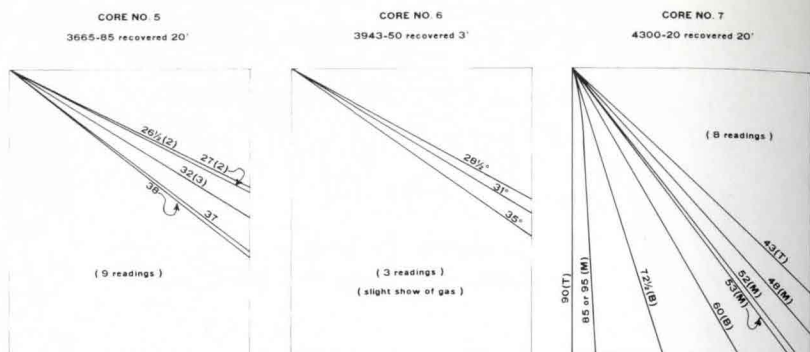 CORE NO. 5
3665-85 recovered 20'
26½(2)
27(2)
32(3)
38
37
( 9 readings )
CORE NO. 6
3943-50 recovered 3'
28½°
31°
35°
( 3 readings )
( slight show of gas )
CORE NO. 7
4300-20 recovered 20'
( 8 readings )
43(T)
48(M)
52(M)
53(M)
60(B)
72½(B)
85 or 95 (M)
90(T)